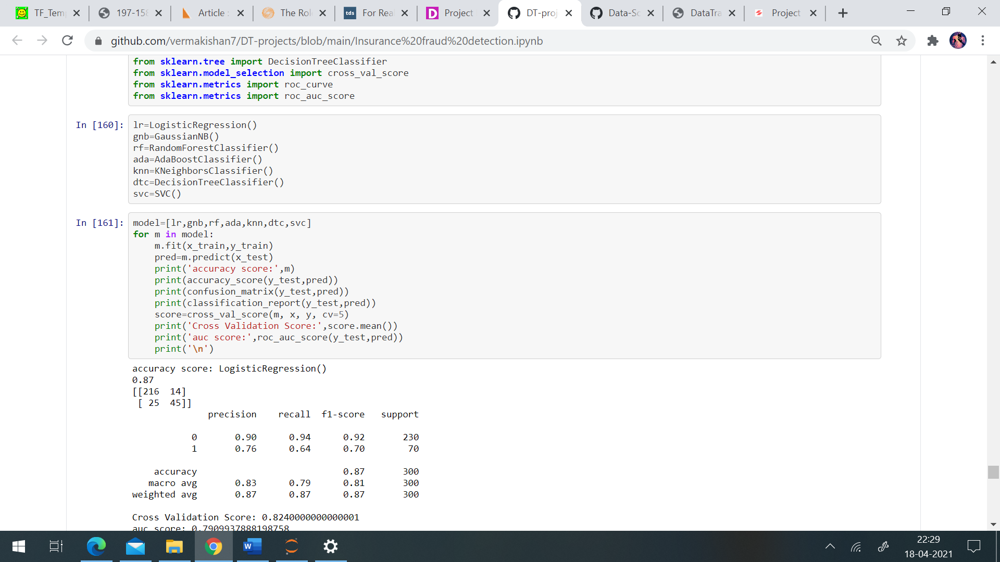 TF_Tem
197-158
Article :
The Role
tds For Rea
Project
DT-proj
Data-Sc
DataTra
Project
github.com/vermakishan7/DT-projects/blob/main/Insurance%20fraud%20detection.ipynb
from sklearn.tree import DecisionTreeClassifier
from sklearn.model_selection import cross_val_score
from sklearn.metrics import roc_curve
from sklearn.metrics import roc_auc_score
In [160]:
lr=LogisticRegression()
gnb=GaussianNB()
rf=RandomForestClassifier()
ada=AdaBoostClassifier()
knn=KNeighborsClassifier()
dtc=DecisionTreeClassifier()
svc=SVC()
In [161]:
model=[lr,gnb,rf,ada,knn,dtc,svc]
for m in model:
    m.fit(x_train,y_train)
    pred=m.predict(x_test)
    print('accuracy score:',m)
    print(accuracy_score(y_test,pred))
    print(confusion_matrix(y_test,pred))
    print(classification_report(y_test,pred))
    score=cross_val_score(m, x, y, cv=5)
    print('Cross Validation Score:',score.mean())
    print('auc score:',roc_auc_score(y_test,pred))
    print('\n')
accuracy score: LogisticRegression()
0.87
[[216  14]
 [ 25  45]]
              precision    recall  f1-score   support
           0       0.90      0.94      0.92       230
           1       0.76      0.64      0.70        70
    accuracy                           0.87       300
   macro avg       0.83      0.79      0.81       300
weighted avg       0.87      0.87      0.87       300
Cross Validation Score: 0.8240000000000001
auc score: 0.7909937888198758
22:29
18-04-2021